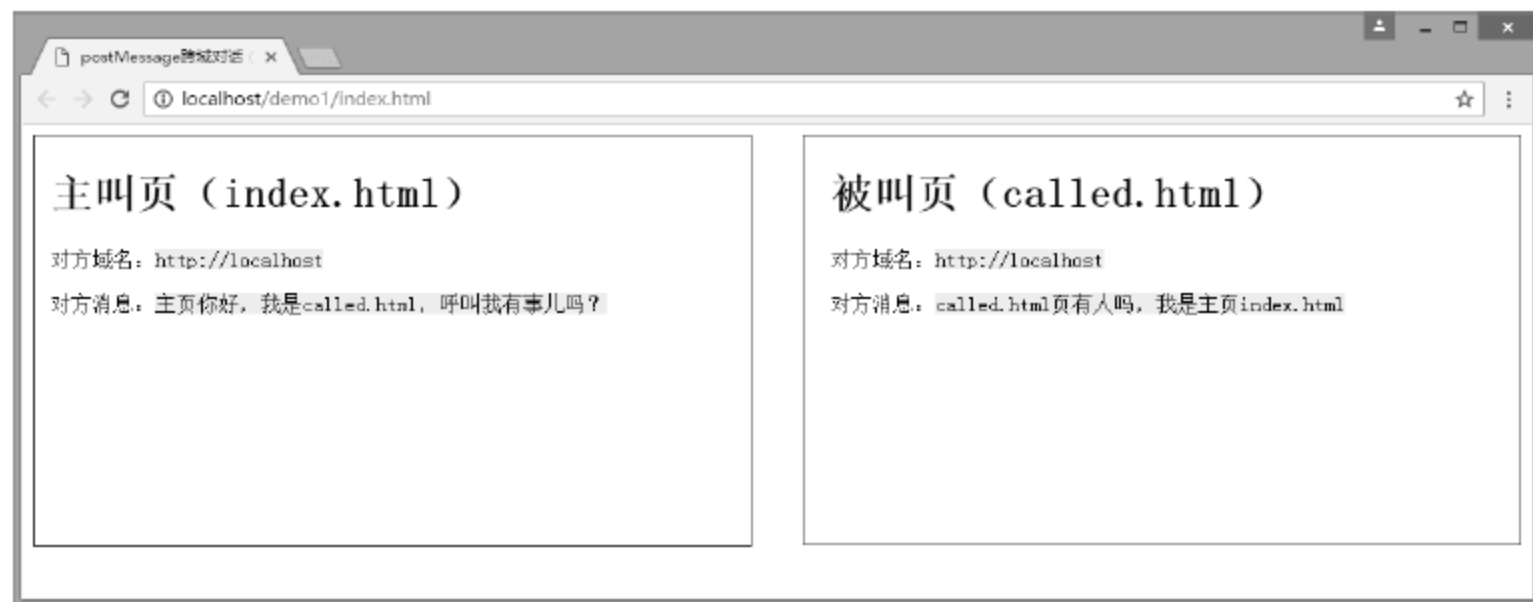 postMessage跨域对话 (
localhost/demo1/index.html
主叫页（index.html）
对方域名：http://localhost
对方消息：主页你好，我是called.html，呼叫我有事儿吗？
被叫页（called.html）
对方域名：http://localhost
对方消息：called.html页有人吗，我是主页index.html